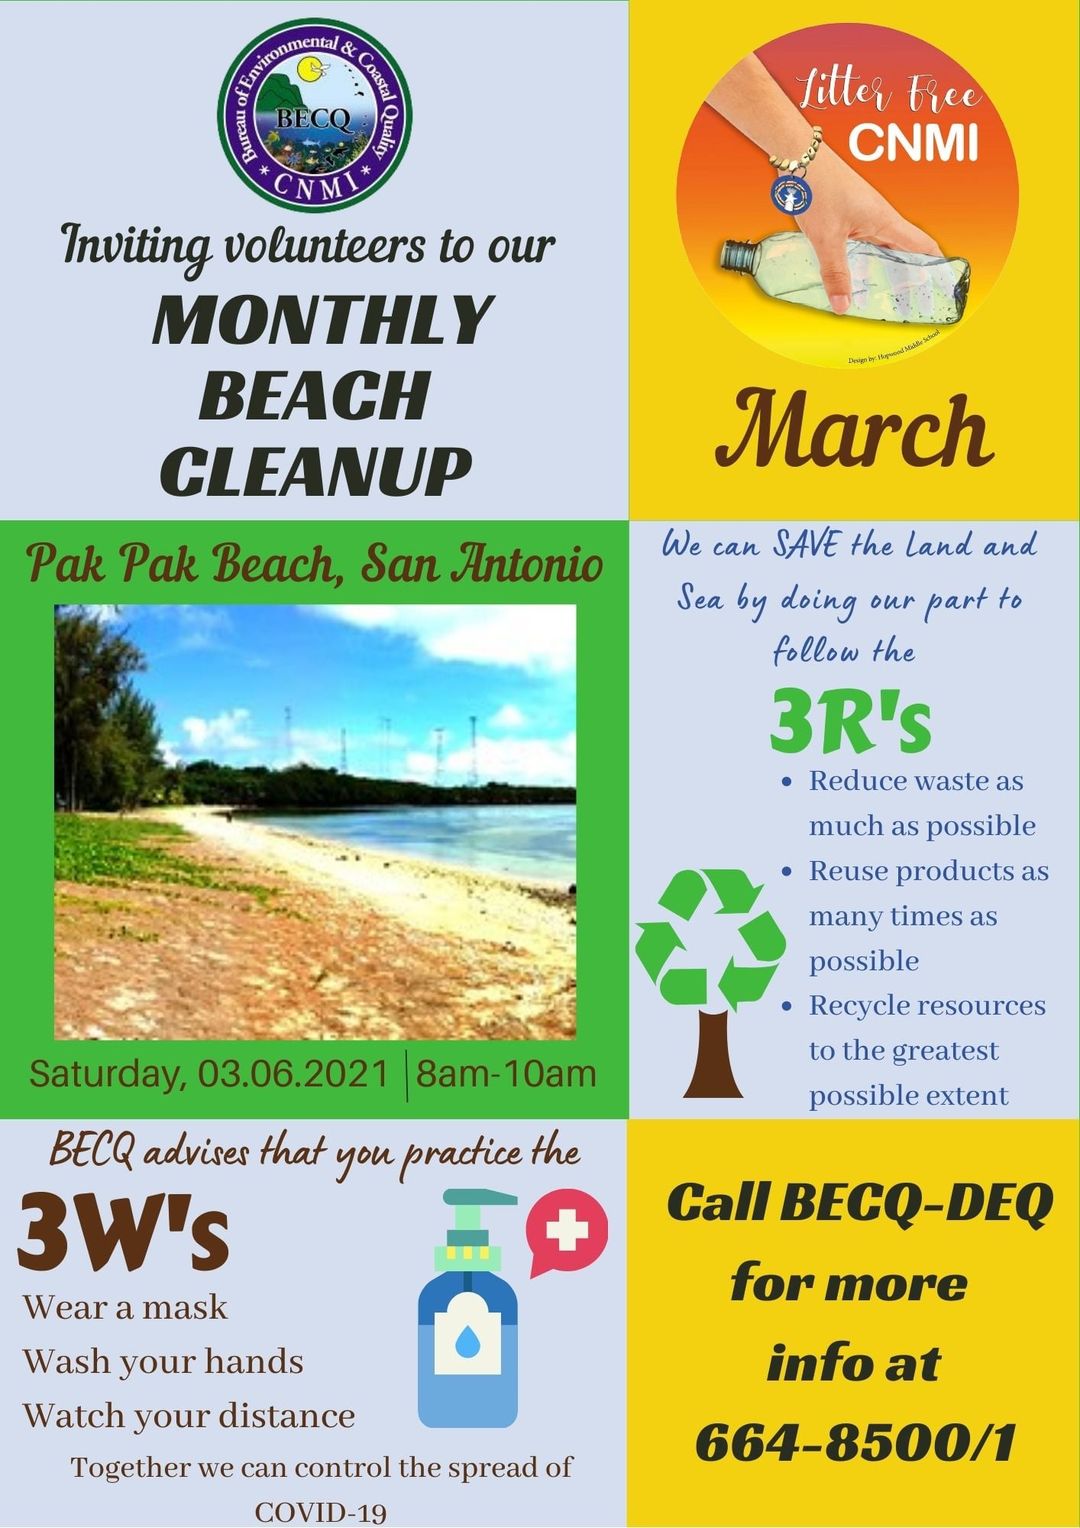 Bureau of Environmental & Coastal Quality
BECQ
* CNMI *
Inviting volunteers to our
MONTHLY
BEACH
CLEANUP
Litter Free
CNMI
Design by: Hopwood Middle School
March
Pak Pak Beach, San Antonio
Saturday, 03.06.2021 | 8am-10am
We can SAVE the Land and
Sea by doing our part to
follow the
3R's
• Reduce waste as
much as possible
• Reuse products as
many times as
possible
• Recycle resources
to the greatest
possible extent
BECQ advises that you practice the
3W's
Wear a mask
Wash your hands
Watch your distance
Together we can control the spread of
COVID-19
Call BECQ-DEQ
for more
info at
664-8500/1